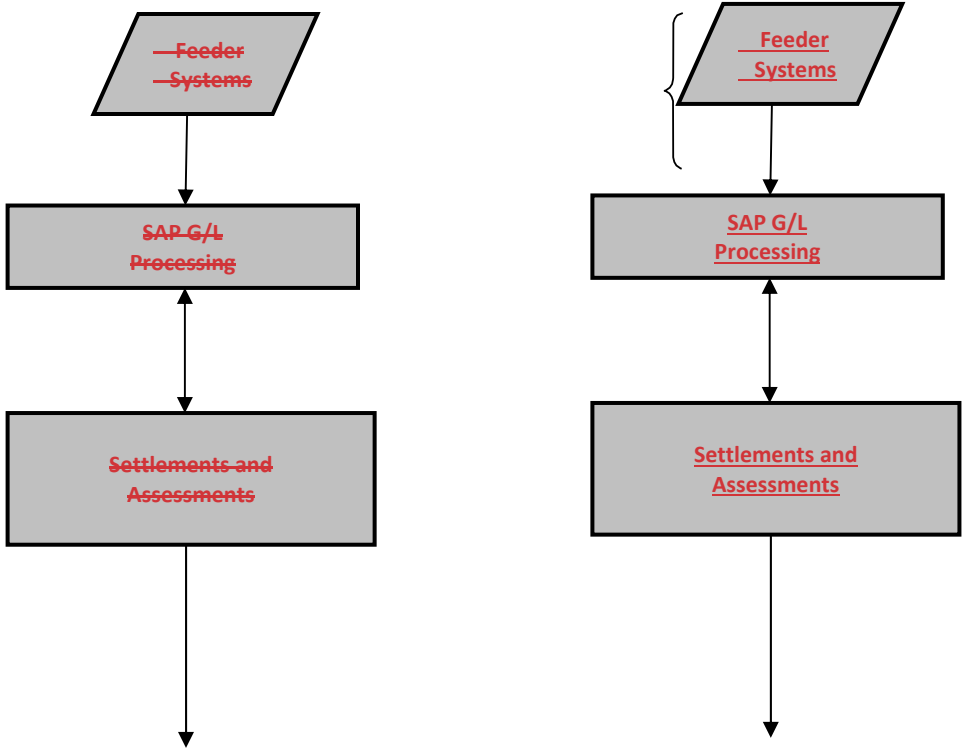 Feeder
Systems
SAP G/L
Processing
Settlements and
Assessments
Feeder
Systems
SAP G/L
Processing
Settlements and
Assessments